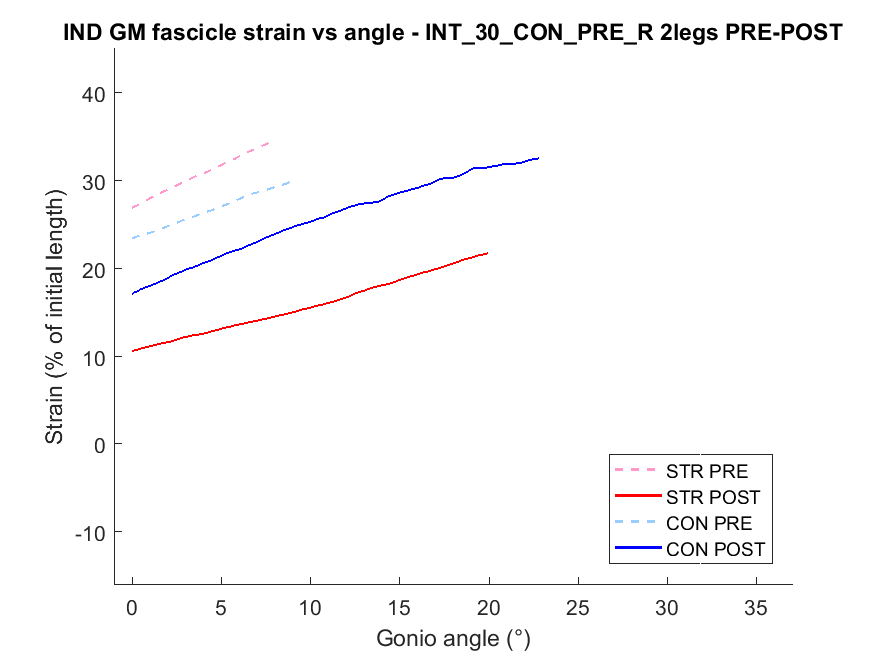 IND GM fascicle strain vs angle - INT_30_CON_PRE_R 2legs PRE-POST
40
30
20
10
0
-10
Strain (% of initial length)
0 5 10 15 20 25 30 35
Gonio angle (°)
STR PRE
STR POST
CON PRE
CON POST